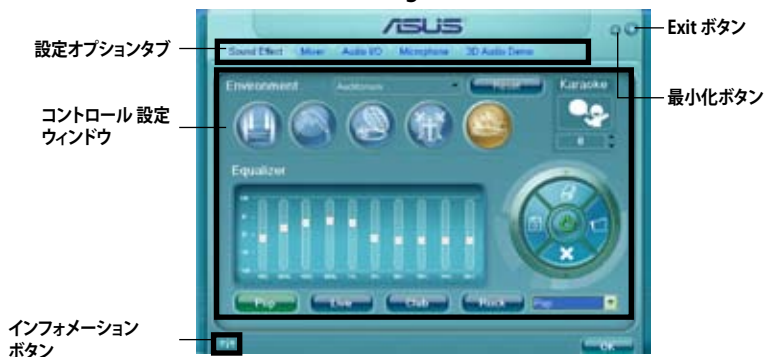 ASUS
Exit ボタン
設定オプションタブ
Sound Effect Mixer Audio I/O Microphone 3D Audio Demo
最小化ボタン
コントロール 設定
ウィンドウ
Environment Auditorium Reset Karaoke
0
Equalizer
Pop Live Club Rock Pop
インフォメーション
ボタン
OK